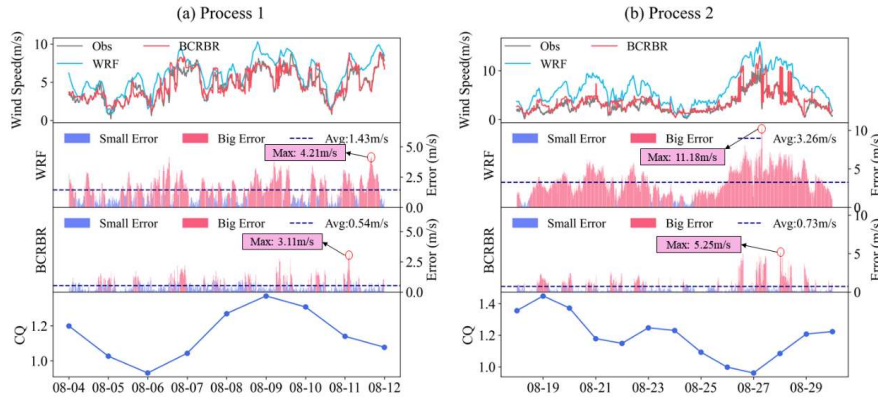 (a) Process 1
Wind Speed(m/s)
10
5
0
Obs
BCRBR
WRF
WRF
Small Error
Big Error
Avg:1.43m/s
Max: 4.21m/s
5.0
2.5
0.0
Error (m/s)
BCRBR
Small Error
Big Error
Avg:0.54m/s
Max: 3.11m/s
5.0
2.5
0.0
Error (m/s)
CQ
1.2
1.0
08-04 08-05 08-06 08-07 08-08 08-09 08-10 08-11 08-12
(b) Process 2
Wind Speed(m/s)
10
0
Obs
BCRBR
WRF
WRF
Small Error
Big Error
Avg:3.26m/s
Max: 11.18m/s
10
5
0
Error (m/s)
BCRBR
Small Error
Big Error
Avg:0.73m/s
Max: 5.25m/s
10
5
0
Error (m/s)
CQ
1.4
1.2
1.0
08-19 08-21 08-23 08-25 08-27 08-29